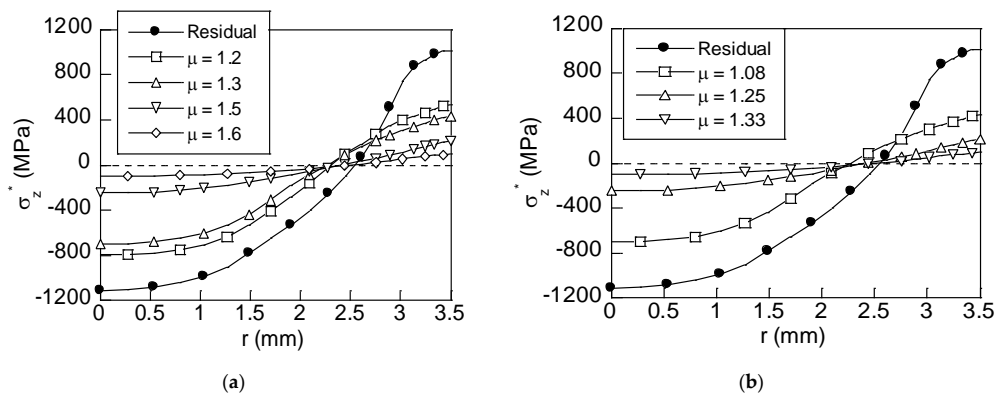 1200
800
400
0
-400
-800
-1200
σz* (MPa)
Residual
μ = 1.2
μ = 1.3
μ = 1.5
μ = 1.6
0 0.5 1 1.5 2 2.5 3 3.5
r (mm)
(a)
1200
800
400
0
-400
-800
-1200
σz* (MPa)
Residual
μ = 1.08
μ = 1.25
μ = 1.33
0 0.5 1 1.5 2 2.5 3 3.5
r (mm)
(b)